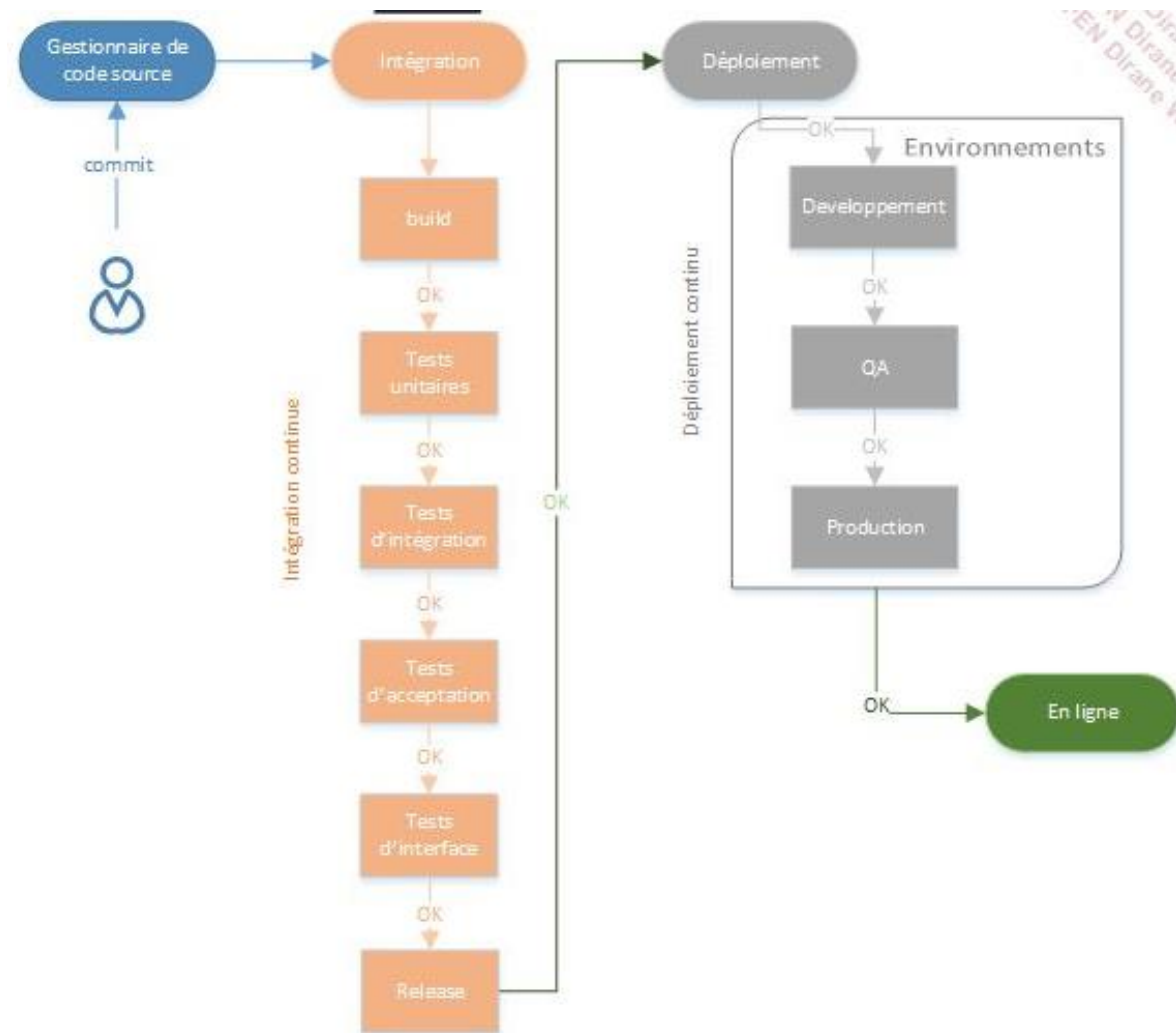 Gestionnaire de
code source
commit
Intégration
build
OK
Tests
unitaires
OK
Tests
d'intégration
OK
Tests
d'acceptation
OK
Tests
d'interface
OK
Release
Intégration continue
OK
Déploiement
OK
Environnements
Developpement
OK
QA
OK
Production
Déploiement continu
OK
En ligne